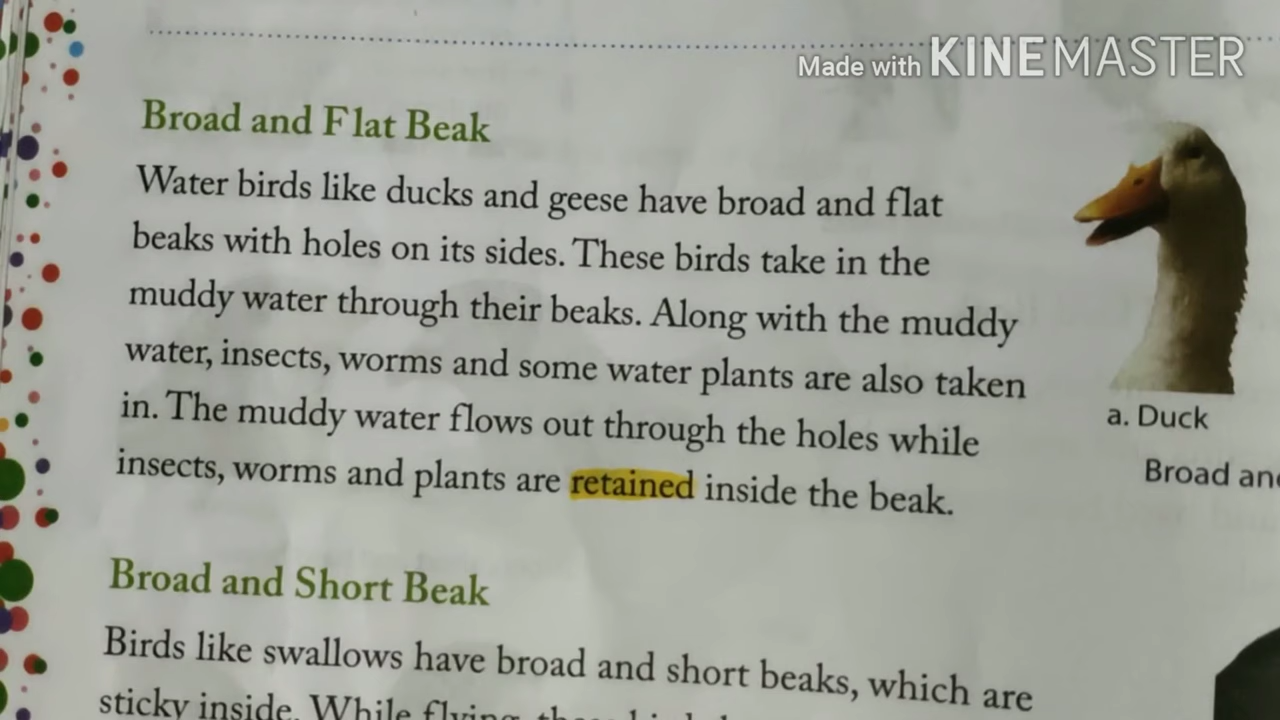 Made with KINEMASTER
Broad and Flat Beak
Water birds like ducks and geese have broad and flat
beaks with holes on its sides. These birds take in the
muddy water through their beaks. Along with the muddy
water, insects, worms and some water plants are also taken
in. The muddy water flows out through the holes while
insects, worms and plants are retained inside the beak.
a. Duck
Broad
Broad and Short Beak
Birds like swallows have broad and short beaks, which are
sticky inside. While flying,